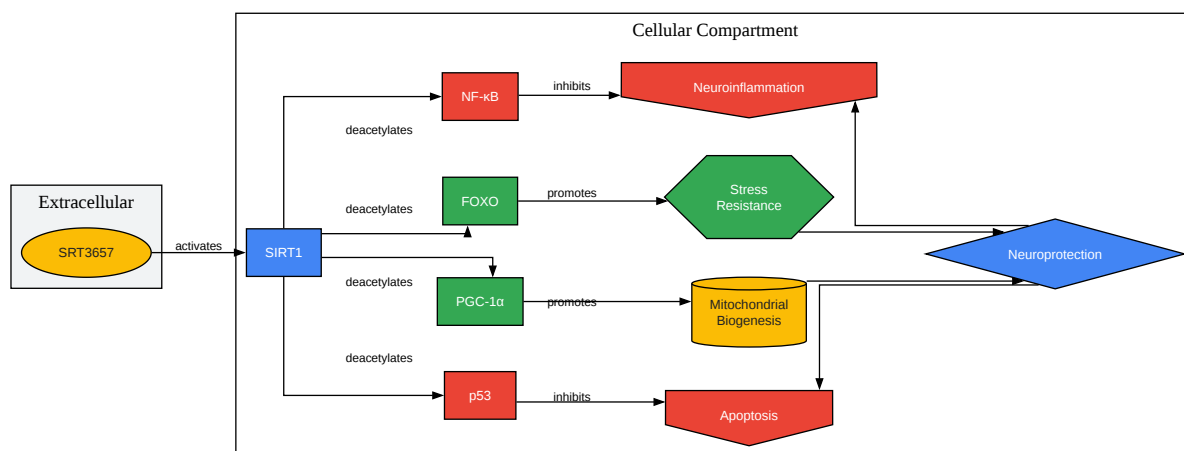 Cellular Compartment
NF-κB
inhibits
Neuroinflammation
deacetylates
Extracellular
SRT3657
activates
SIRT1
deacetylates
FOXO
promotes
Stress
Resistance
Neuroprotection
deacetylates
PGC-1α
promotes
Mitochondrial
Biogenesis
deacetylates
p53
inhibits
Apoptosis